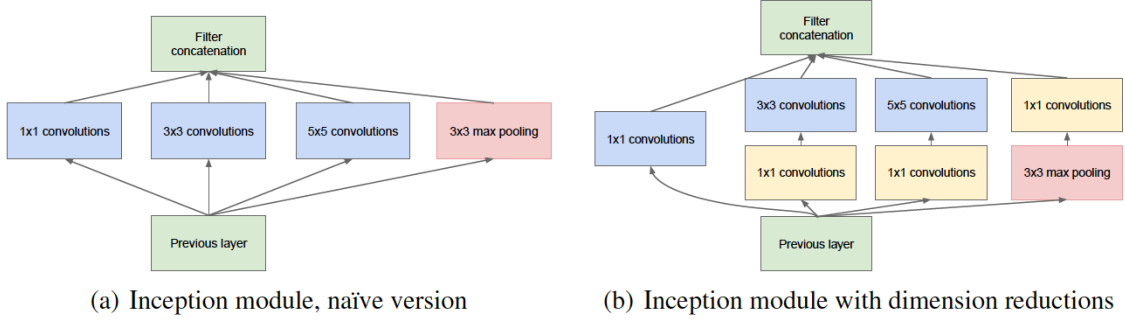 Filter
concatenation
1x1 convolutions
3x3 convolutions
5x5 convolutions
3x3 max pooling
Previous layer
(a) Inception module, naïve version
Filter
concatenation
3x3 convolutions
5x5 convolutions
1x1 convolutions
1x1 convolutions
1x1 convolutions
1x1 convolutions
3x3 max pooling
Previous layer
(b) Inception module with dimension reductions